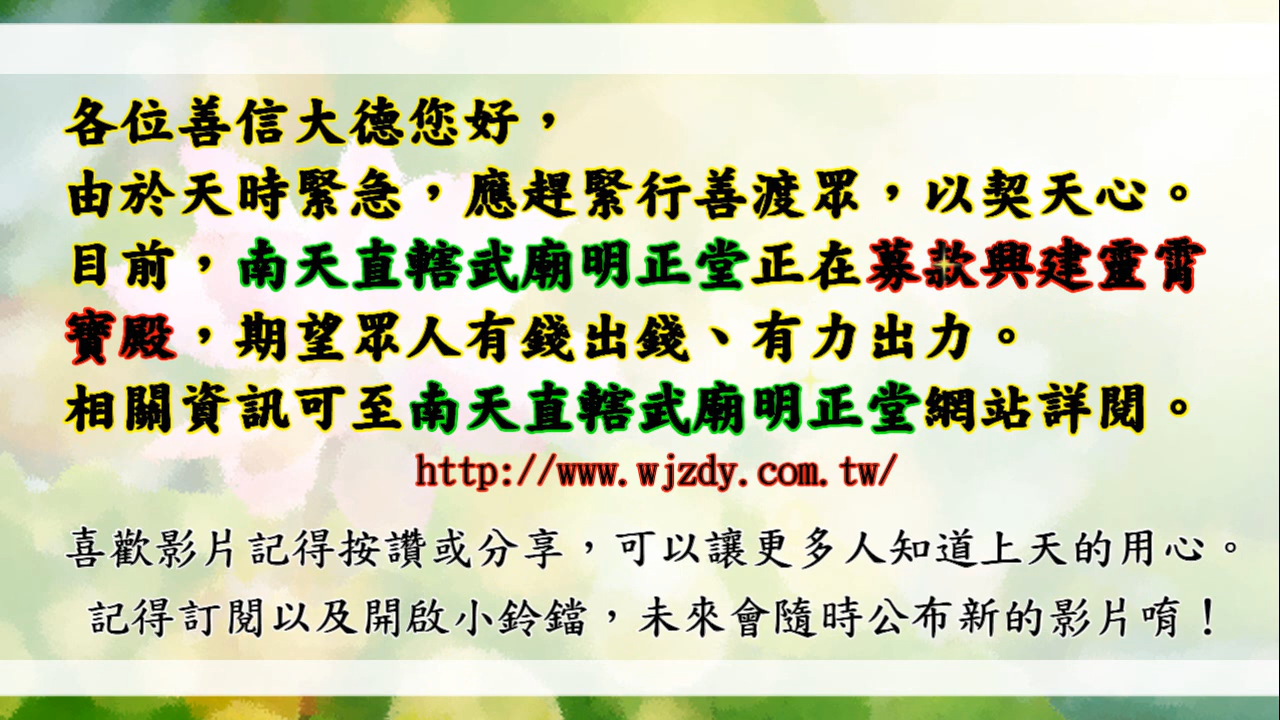 各位善信大德您好，
由於天時緊急，應趕緊行善渡眾，以契天心。
目前，南天直轄武廟明正堂正在募款興建靈霄
寶殿，期望眾人有錢出錢、有力出力。
相關資訊可至南天直轄武廟明正堂網站詳閱。
http://www.wjzdy.com.tw/
喜歡影片記得按讚或分享，可以讓更多人知道上天的用心。
記得訂閱以及開啟小鈴鐺，未來會隨時公布新的影片唷！